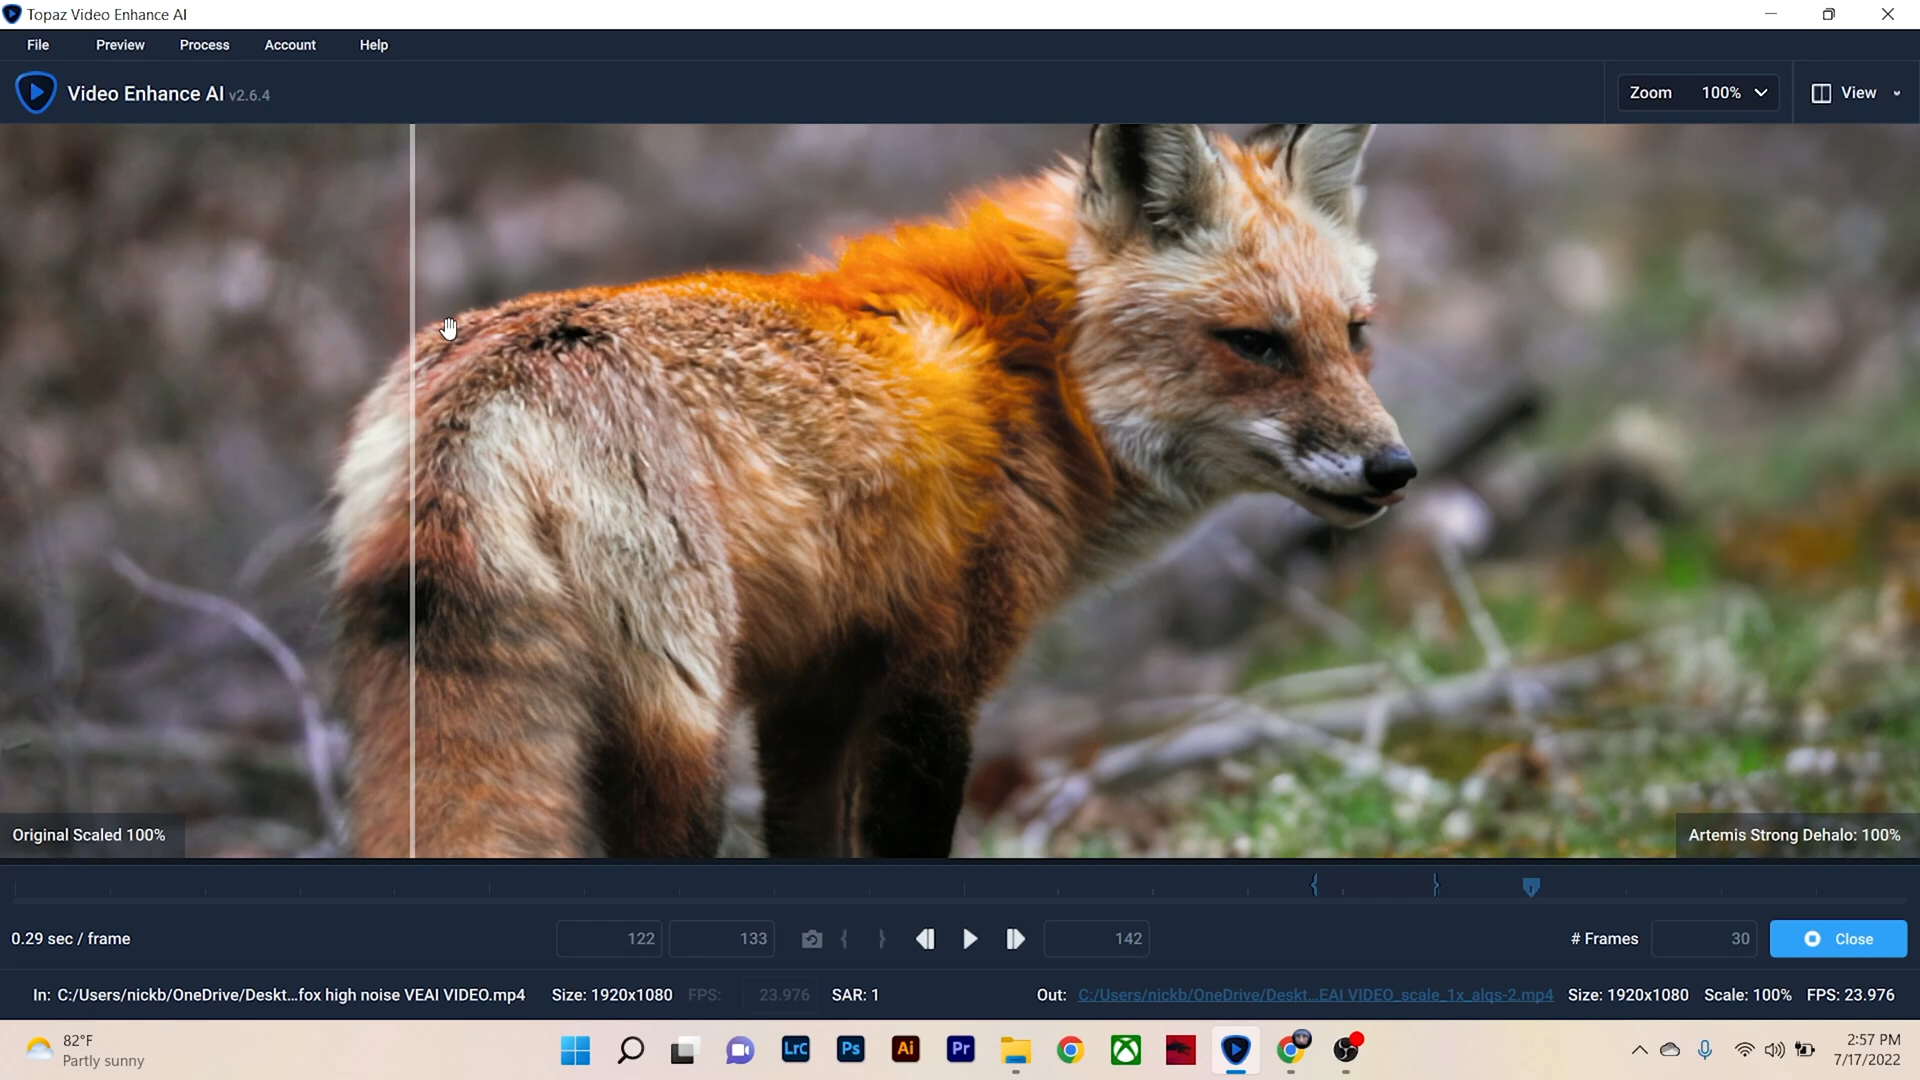 Topaz Video Enhance AI
File Preview Process Account Help
Video Enhance AI v2.6.4
Zoom 100%
View
Original Scaled 100%
Artemis Strong Dehalo: 100%
0.29 sec / frame
122 133
142
# Frames 30
Close
In: C:/Users/nickb/OneDrive/Deskt...fox high noise VEAI VIDEO.mp4 Size: 1920x1080 FPS: 23.976 SAR: 1
Out: C:/Users/nickb/OneDrive/Deskt...EAI VIDEO_scale_1x_alqs-2.mp4 Size: 1920x1080 Scale: 100% FPS: 23.976
82°F
Partly sunny
LrC Ps Ai Pr
2:57 PM
7/17/2022